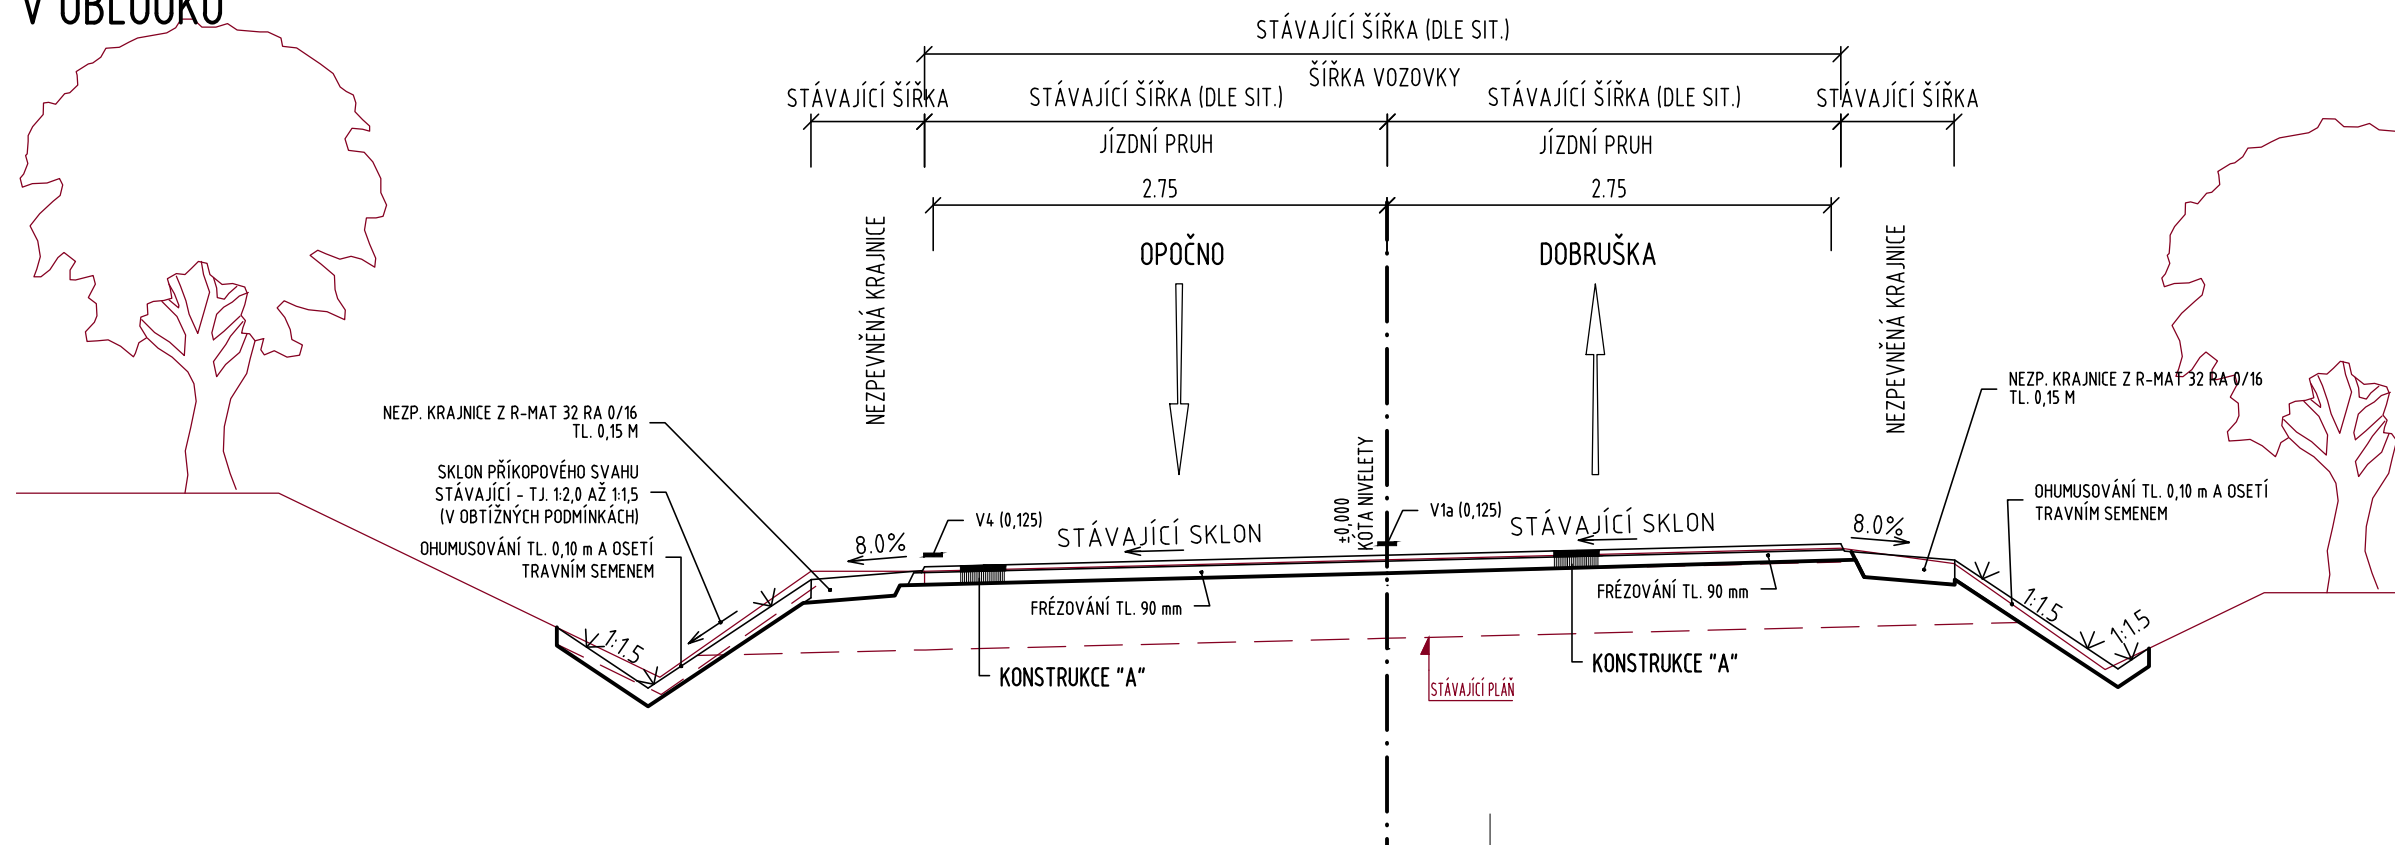 V OBLOUKU
STÁVAJÍCÍ ŠÍŘKA (DLE SIT.)
ŠÍŘKA VOZOVKY
STÁVAJÍCÍ ŠÍŘKA
STÁVAJÍCÍ ŠÍŘKA (DLE SIT.)
STÁVAJÍCÍ ŠÍŘKA (DLE SIT.)
STÁVAJÍCÍ ŠÍŘKA
JÍZDNÍ PRUH
JÍZDNÍ PRUH
2.75
2.75
NEZPEVNĚNÁ KRAJNICE
OPOČNO
DOBRUŠKA
NEZPEVNĚNÁ KRAJNICE
NEZP. KRAJNICE Z R-MAT 32 RA 0/16
TL. 0,15 M
NEZP. KRAJNICE Z R-MAT 32 RA 0/16
TL. 0,15 M
SKLON PŘÍKOPOVÉHO SVAHU
STÁVAJÍCÍ - TJ. 1:2,0 AŽ 1:1,5
(V OBTÍŽNÝCH PODMÍNKÁCH)
OHUMUSOVÁNÍ TL. 0,10 m A OSETÍ
TRAVNÍM SEMENEM
OHUMUSOVÁNÍ TL. 0,10 m A OSETÍ
TRAVNÍM SEMENEM
8.0%
V4 (0,125)
STÁVAJÍCÍ SKLON
±0,000
KÓTA NIVELETY
V1a (0,125)
STÁVAJÍCÍ SKLON
8.0%
FRÉZOVÁNÍ TL. 90 mm
FRÉZOVÁNÍ TL. 90 mm
1:1.5
1:1.5
1:1.5
KONSTRUKCE "A"
KONSTRUKCE "A"
STÁVAJÍCÍ PLÁŇ